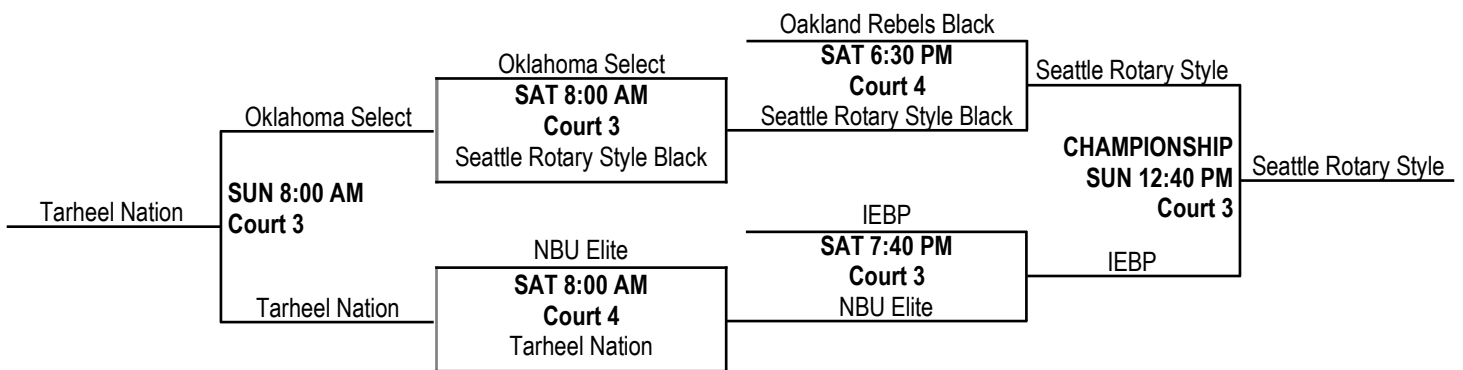 Oakland Rebels Black
SAT 6:30 PM
Court 4
Seattle Rotary Style Black
Seattle Rotary Style
Oklahoma Select
SAT 8:00 AM
Court 3
Seattle Rotary Style Black
Oklahoma Select
CHAMPIONSHIP
SUN 12:40 PM
Court 3
Seattle Rotary Style
SUN 8:00 AM
Court 3
Tarheel Nation
IEBP
SAT 7:40 PM
Court 3
NBU Elite
IEBP
NBU Elite
SAT 8:00 AM
Court 4
Tarheel Nation
Tarheel Nation